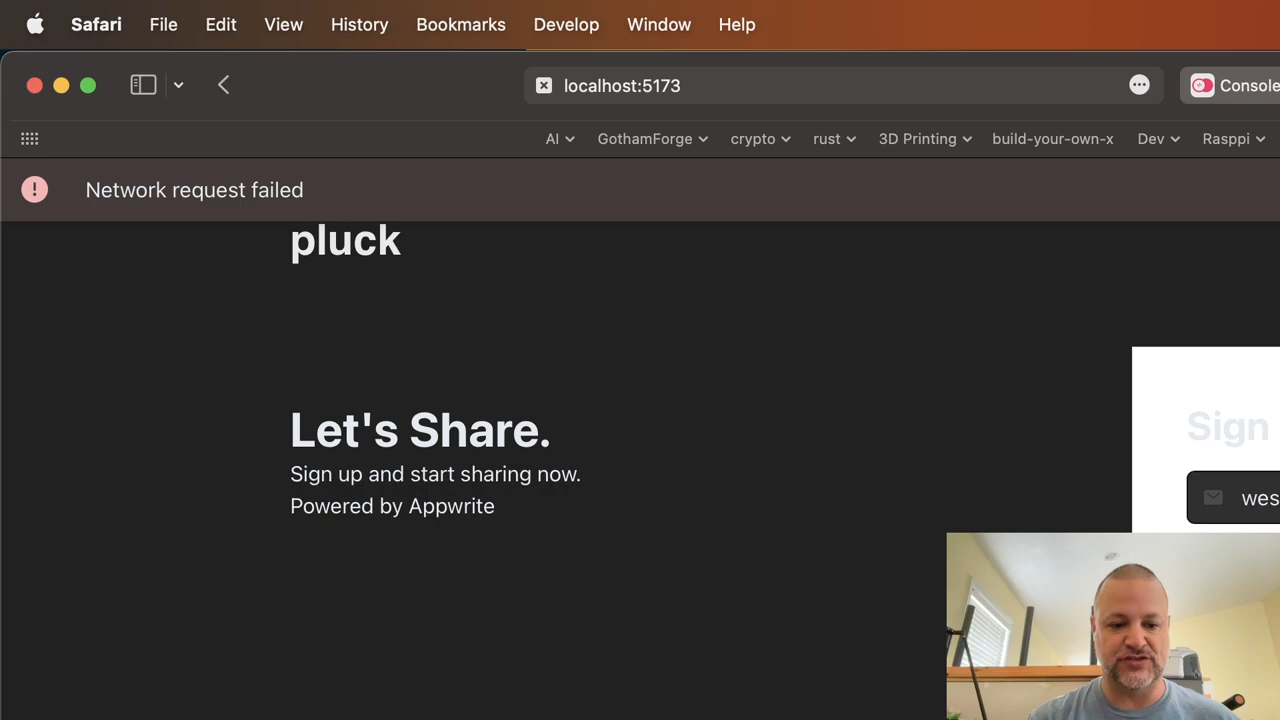 Safari File Edit View History Bookmarks Develop Window Help
localhost:5173 Console
AI GothamForge crypto rust 3D Printing build-your-own-x Dev Rasppi
Network request failed
pluck
Let's Share.
Sign up and start sharing now.
Powered by Appwrite
Sign
wes